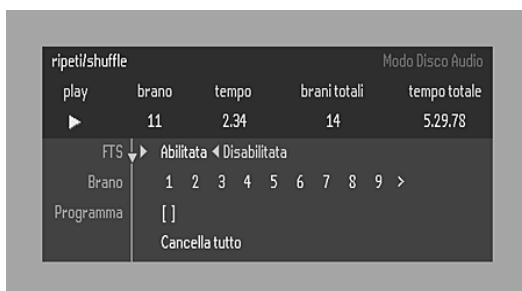 ripeti/shuffle Modo Disco Audio
play brano tempo brani totali tempo totale
11 2.34 14 5.29.78
FTS Abilitata Disabilitata
Brano 1 2 3 4 5 6 7 8 9 >
Programma [ ]
Cancella tutto